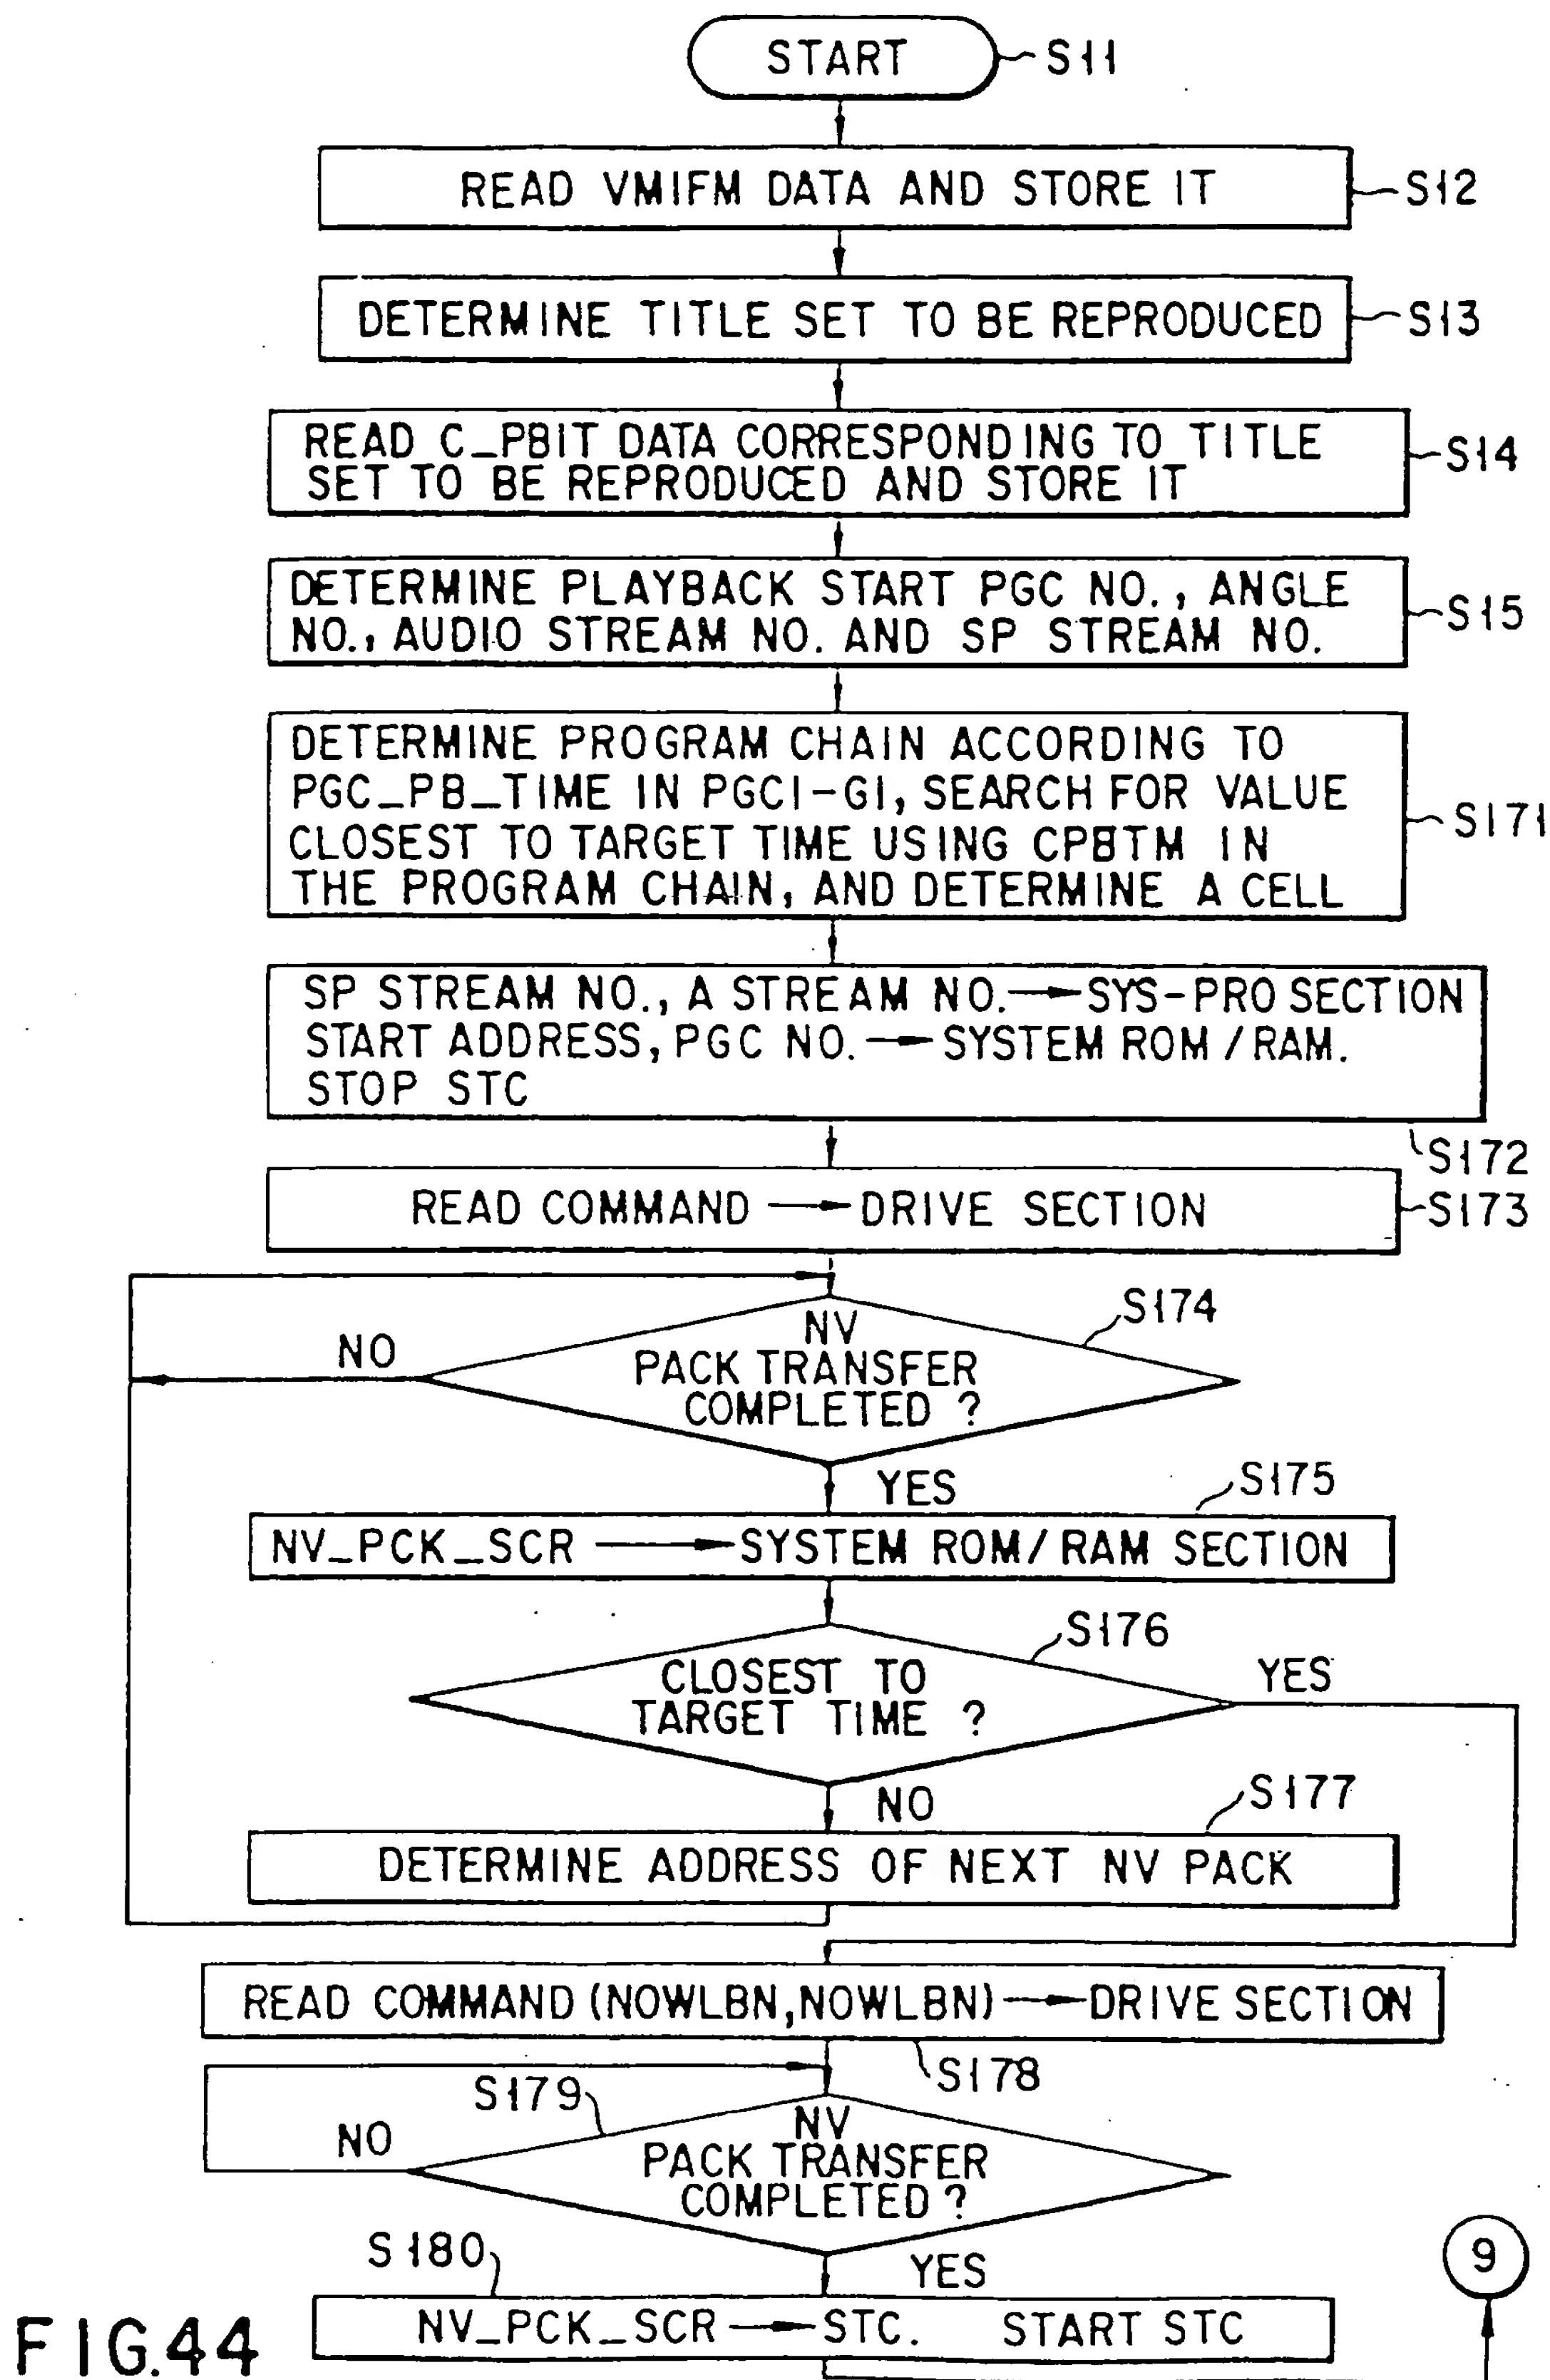 START
S11
READ VMIFM DATA AND STORE IT
S12
DETERMINE TITLE SET TO BE REPRODUCED
S13
READ C_PBIT DATA CORRESPONDING TO TITLE
SET TO BE REPRODUCED AND STORE IT
S14
DETERMINE PLAYBACK START PGC NO., ANGLE
NO., AUDIO STREAM NO. AND SP STREAM NO.
S15
DETERMINE PROGRAM CHAIN ACCORDING TO
PGC_PB_TIME IN PGCI-GI, SEARCH FOR VALUE
CLOSEST TO TARGET TIME USING CPBTM IN
THE PROGRAM CHAIN, AND DETERMINE A CELL
S171
SP STREAM NO., A STREAM NO. → SYS-PRO SECTION
START ADDRESS, PGC NO. → SYSTEM ROM / RAM.
STOP STC
S172
READ COMMAND → DRIVE SECTION
S173
S174
NV
PACK TRANSFER
COMPLETED ?
NO
YES
S175
NV_PCK_SCR → SYSTEM ROM/RAM SECTION
S176
CLOSEST TO
TARGET TIME ?
YES
NO
S177
DETERMINE ADDRESS OF NEXT NV PACK
READ COMMAND (NOWLBN,NOWLBN) → DRIVE SECTION
S178
S179
NV
PACK TRANSFER
COMPLETED ?
NO
YES
S180
NV_PCK_SCR → STC. START STC
9
FIG.44